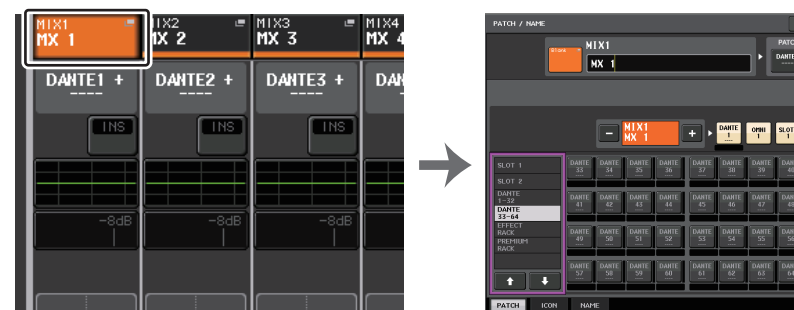 MIX1 MIX2 MIX3 MIX4
MX 1 MX 2 MX 3 MX 4
DANTE1 + DANTE2 + DANTE3 +
---- ---- ----
INS INS INS
-8dB -8dB -8dB
PATCH / NAME
Blank MIX1 PATCH
MX 1 DANTE
MIX1
MX 1
- + DANTE 1 OMNI 1 SLOT 1
SLOT 1
SLOT 2
DANTE
1-32
DANTE
33-64
EFFECT
RACK
PREMIUM
RACK
DANTE 33 DANTE 34 DANTE 35 DANTE 36 DANTE 37 DANTE 38 DANTE 39
DANTE 41 DANTE 42 DANTE 43 DANTE 44 DANTE 45 DANTE 46 DANTE 47
DANTE 49 DANTE 50 DANTE 51 DANTE 52 DANTE 53 DANTE 54 DANTE 55
DANTE 57 DANTE 58 DANTE 59 DANTE 60 DANTE 61 DANTE 62 DANTE 63
PATCH ICON NAME